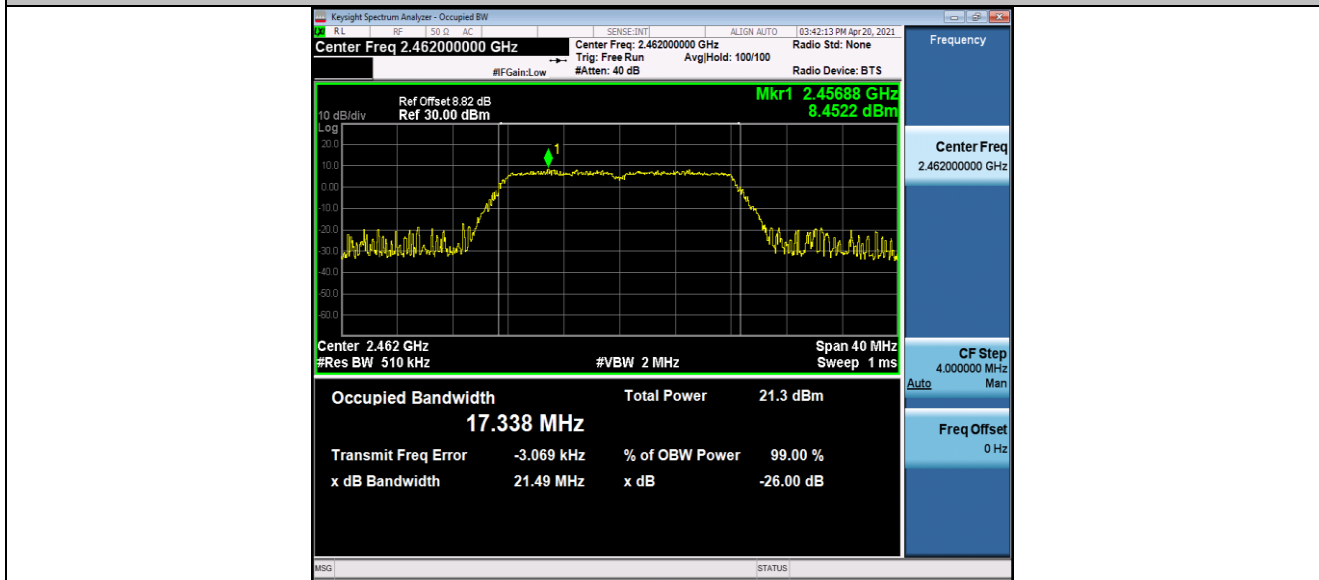 Keysight Spectrum Analyzer - Occupied BW
RL RF 50 Ω AC SENSE:INT ALIGN AUTO 03:42:13 PM Apr 20, 2021
Center Freq 2.462000000 GHz
Center Freq: 2.462000000 GHz Radio Std: None
Trig: Free Run Avg|Hold: 100/100
#IFGain:Low #Atten: 40 dB Radio Device: BTS
Mkr1 2.45688 GHz
8.4522 dBm
Ref Offset 8.82 dB
10 dB/div Ref 30.00 dBm
Log
20.0
1
10.0
0.00
-10.0
-20.0
-30.0
-40.0
-50.0
-60.0
Center 2.462 GHz Span 40 MHz
#Res BW 510 kHz #VBW 2 MHz Sweep 1 ms
Occupied Bandwidth Total Power 21.3 dBm
17.338 MHz
Transmit Freq Error -3.069 kHz % of OBW Power 99.00 %
x dB Bandwidth 21.49 MHz x dB -26.00 dB
MSG STATUS
Frequency
Center Freq
2.462000000 GHz
CF Step
4.000000 MHz
Auto Man
Freq Offset
0 Hz